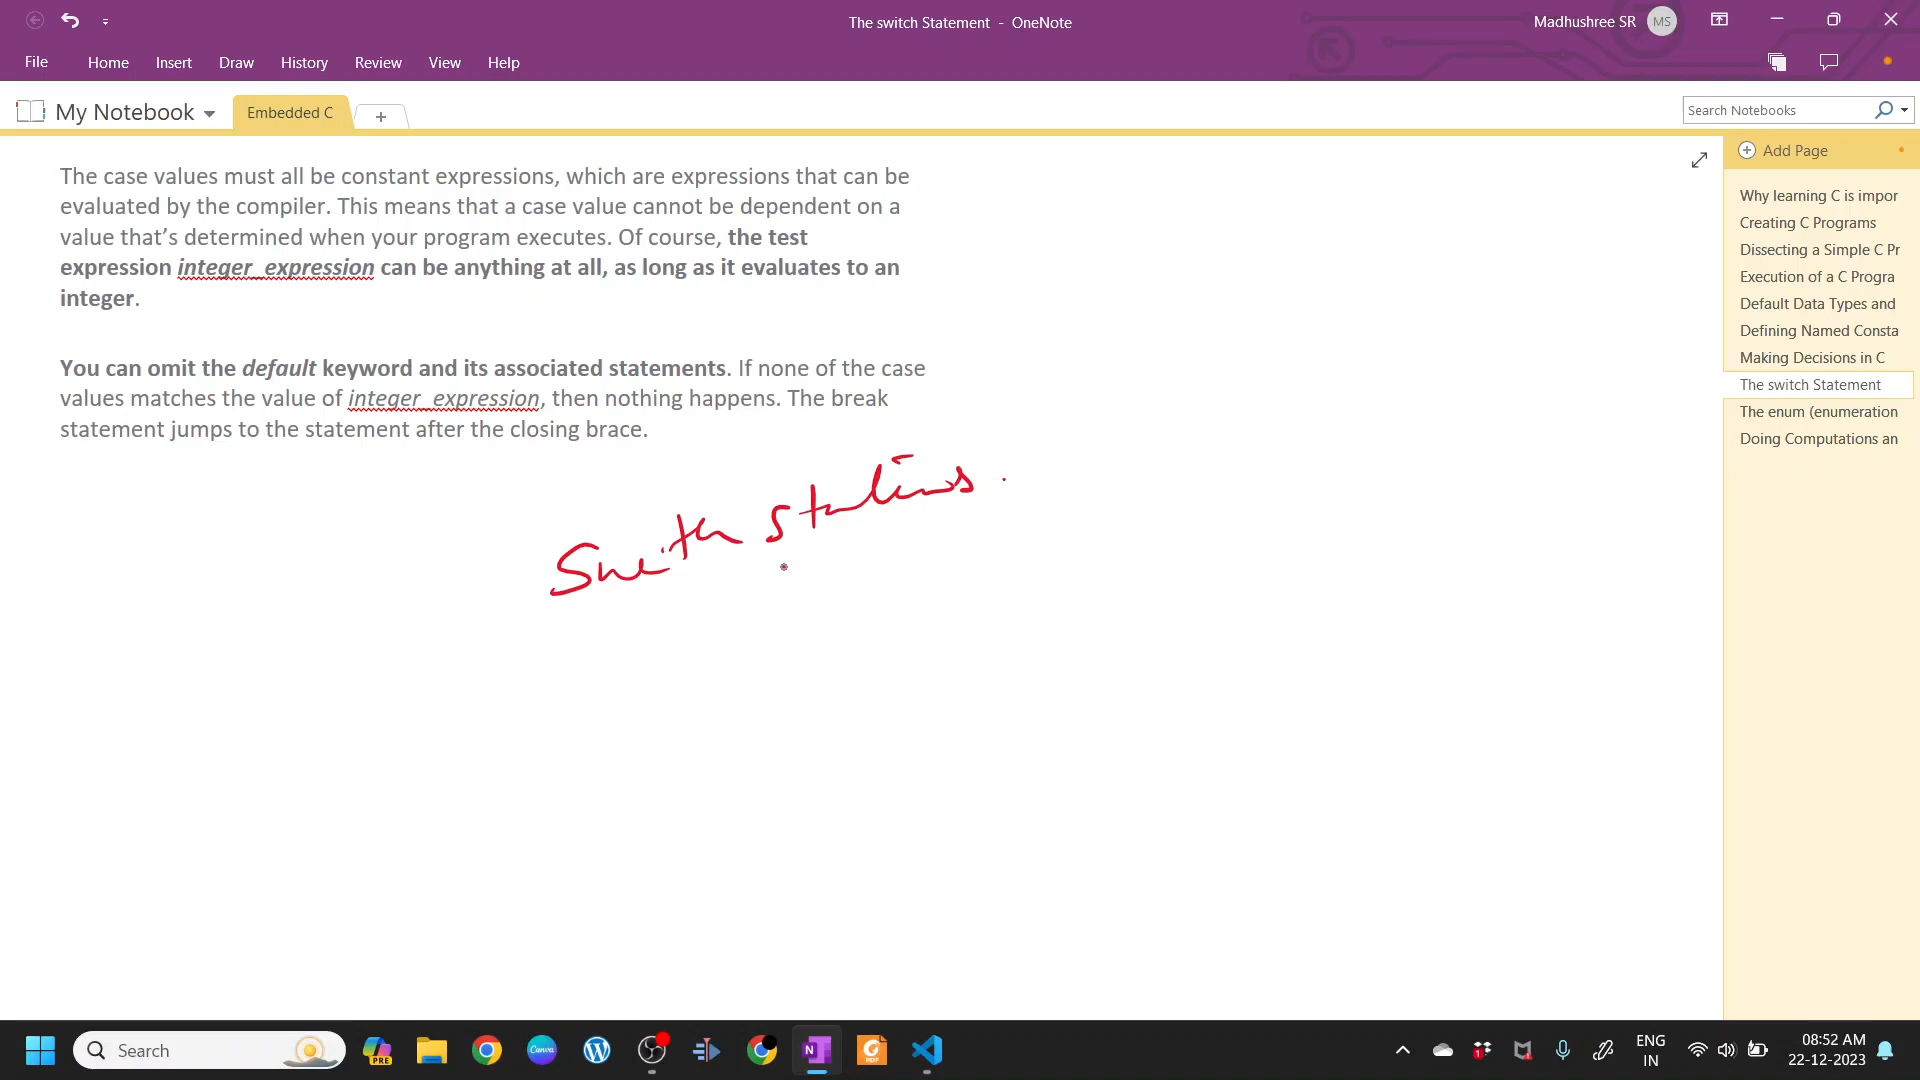 The switch Statement - OneNote
Madhushree SR MS
File Home Insert Draw History Review View Help
My Notebook Embedded C +
Search Notebooks
The case values must all be constant expressions, which are expressions that can be
evaluated by the compiler. This means that a case value cannot be dependent on a
value that’s determined when your program executes. Of course, the test
expression integer_expression can be anything at all, as long as it evaluates to an
integer.
You can omit the default keyword and its associated statements. If none of the case
values matches the value of integer_expression, then nothing happens. The break
statement jumps to the statement after the closing brace.
Add Page
Why learning C is impor
Creating C Programs
Dissecting a Simple C Pr
Execution of a C Progra
Default Data Types and
Defining Named Consta
Making Decisions in C
The switch Statement
The enum (enumeration
Doing Computations an
Search
PRE
Canva
N
PDF
1
ENG
IN
08:52 AM
22-12-2023